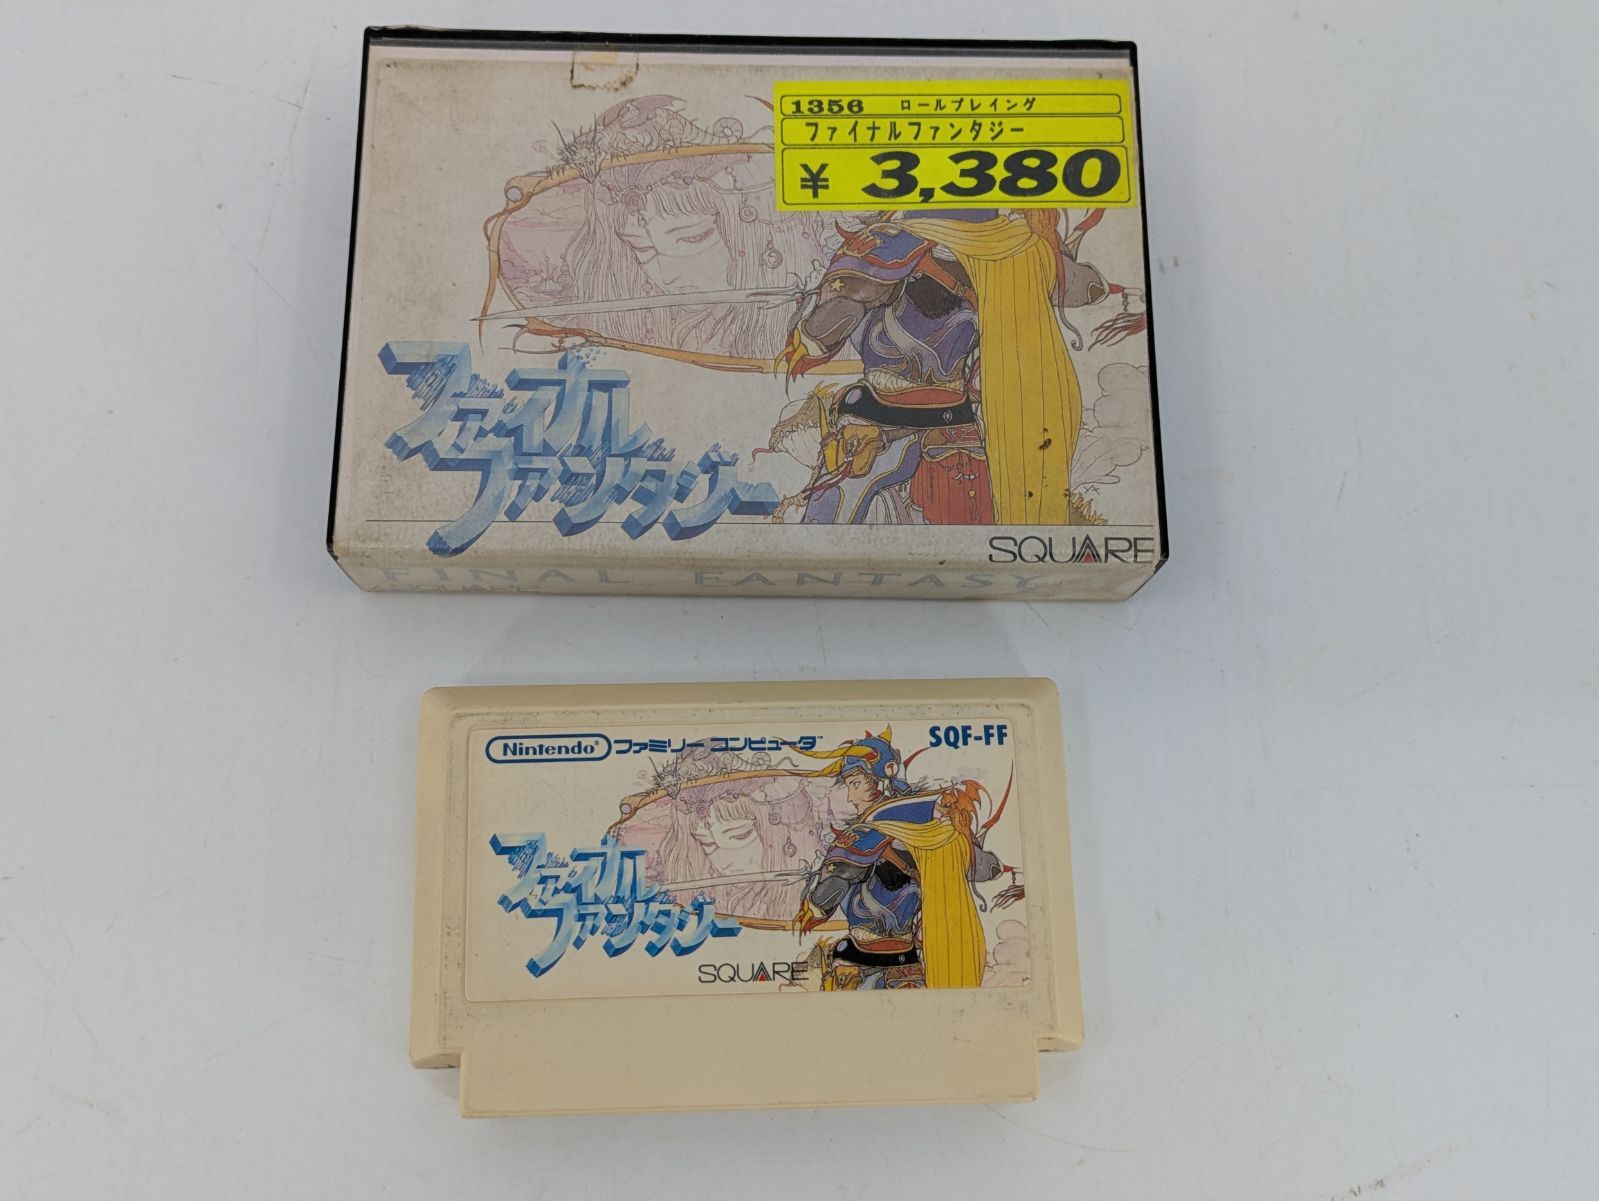 1356 ロールプレイング
ファイナルファンタジー
¥ 3,380
ファイナル
ファンタジー
SQUARE
FINAL FANTASY
SQUARE
Nintendo® ファミリーコンピュータ™ SQF-FF
ファイナル
ファンタジー
SQUARE